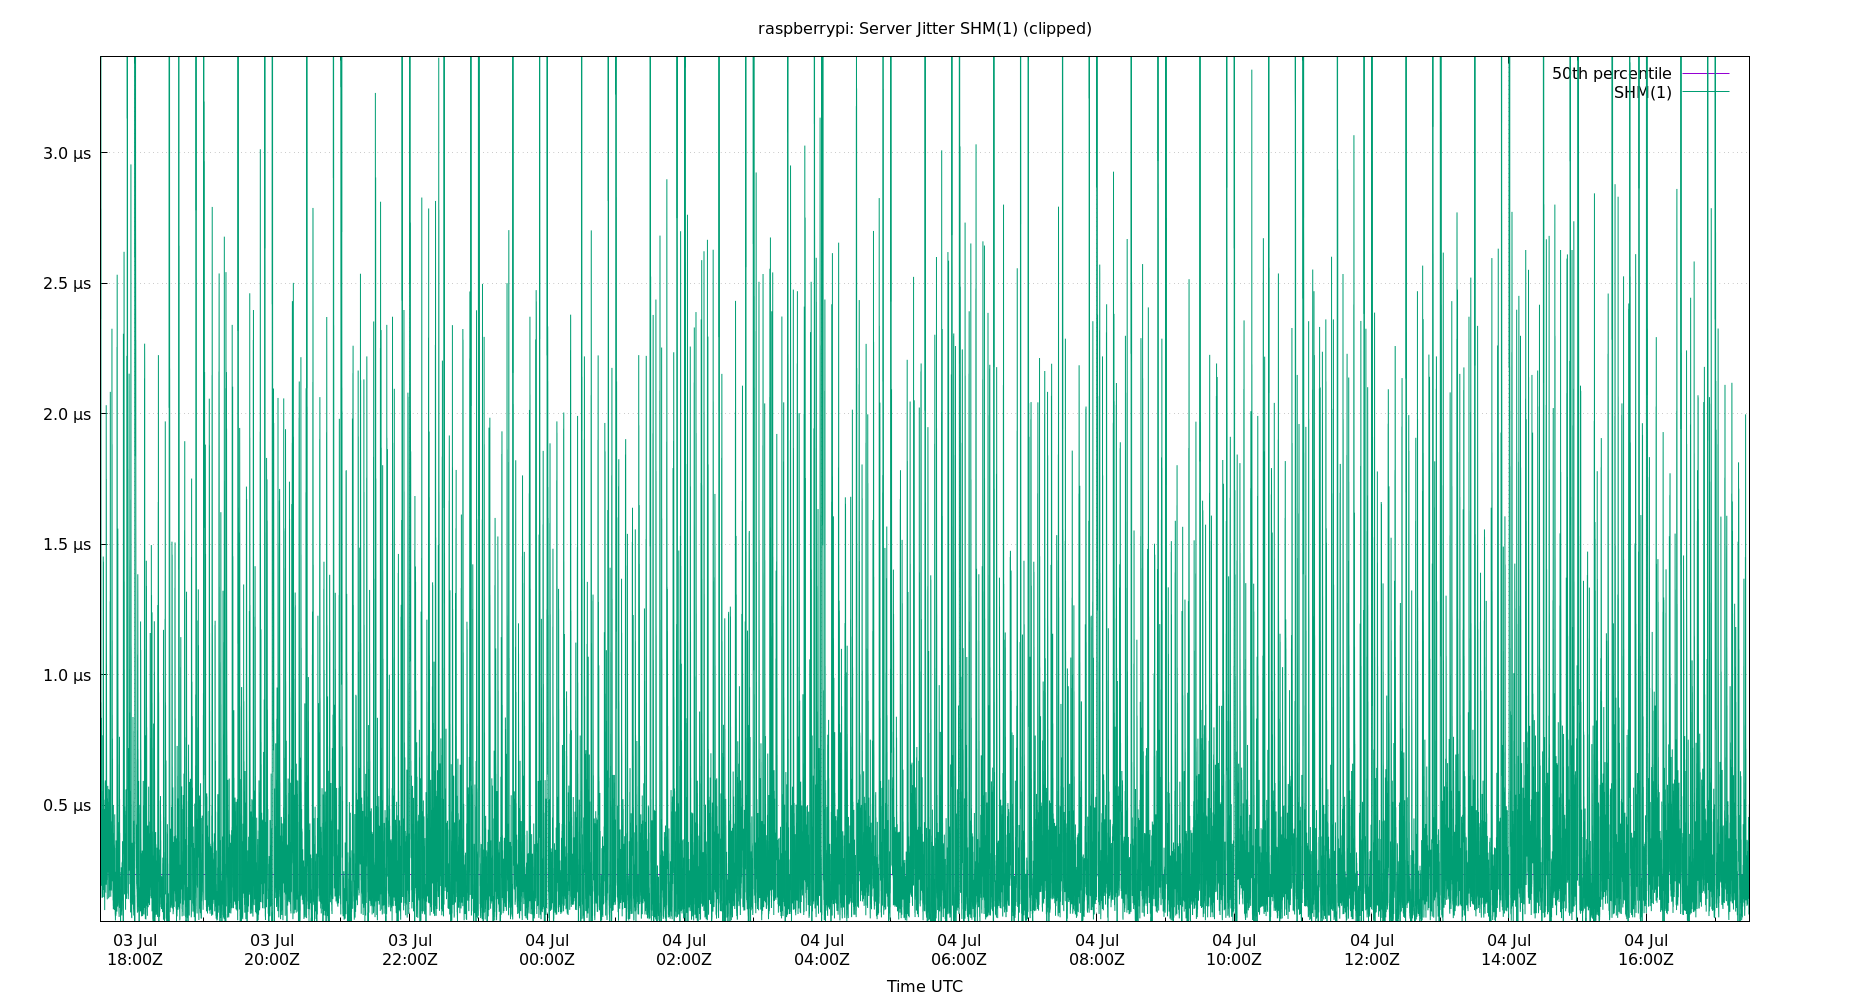 raspberrypi: Server Jitter SHM(1) (clipped)
50th percentile
SHM(1)
3.0 μs
2.5 μs
2.0 μs
1.5 μs
1.0 μs
0.5 μs
03 Jul 03 Jul 03 Jul 04 Jul 04 Jul 04 Jul 04 Jul 04 Jul 04 Jul 04 Jul 04 Jul 04 Jul
18:00Z 20:00Z 22:00Z 00:00Z 02:00Z 04:00Z 06:00Z 08:00Z 10:00Z 12:00Z 14:00Z 16:00Z
Time UTC